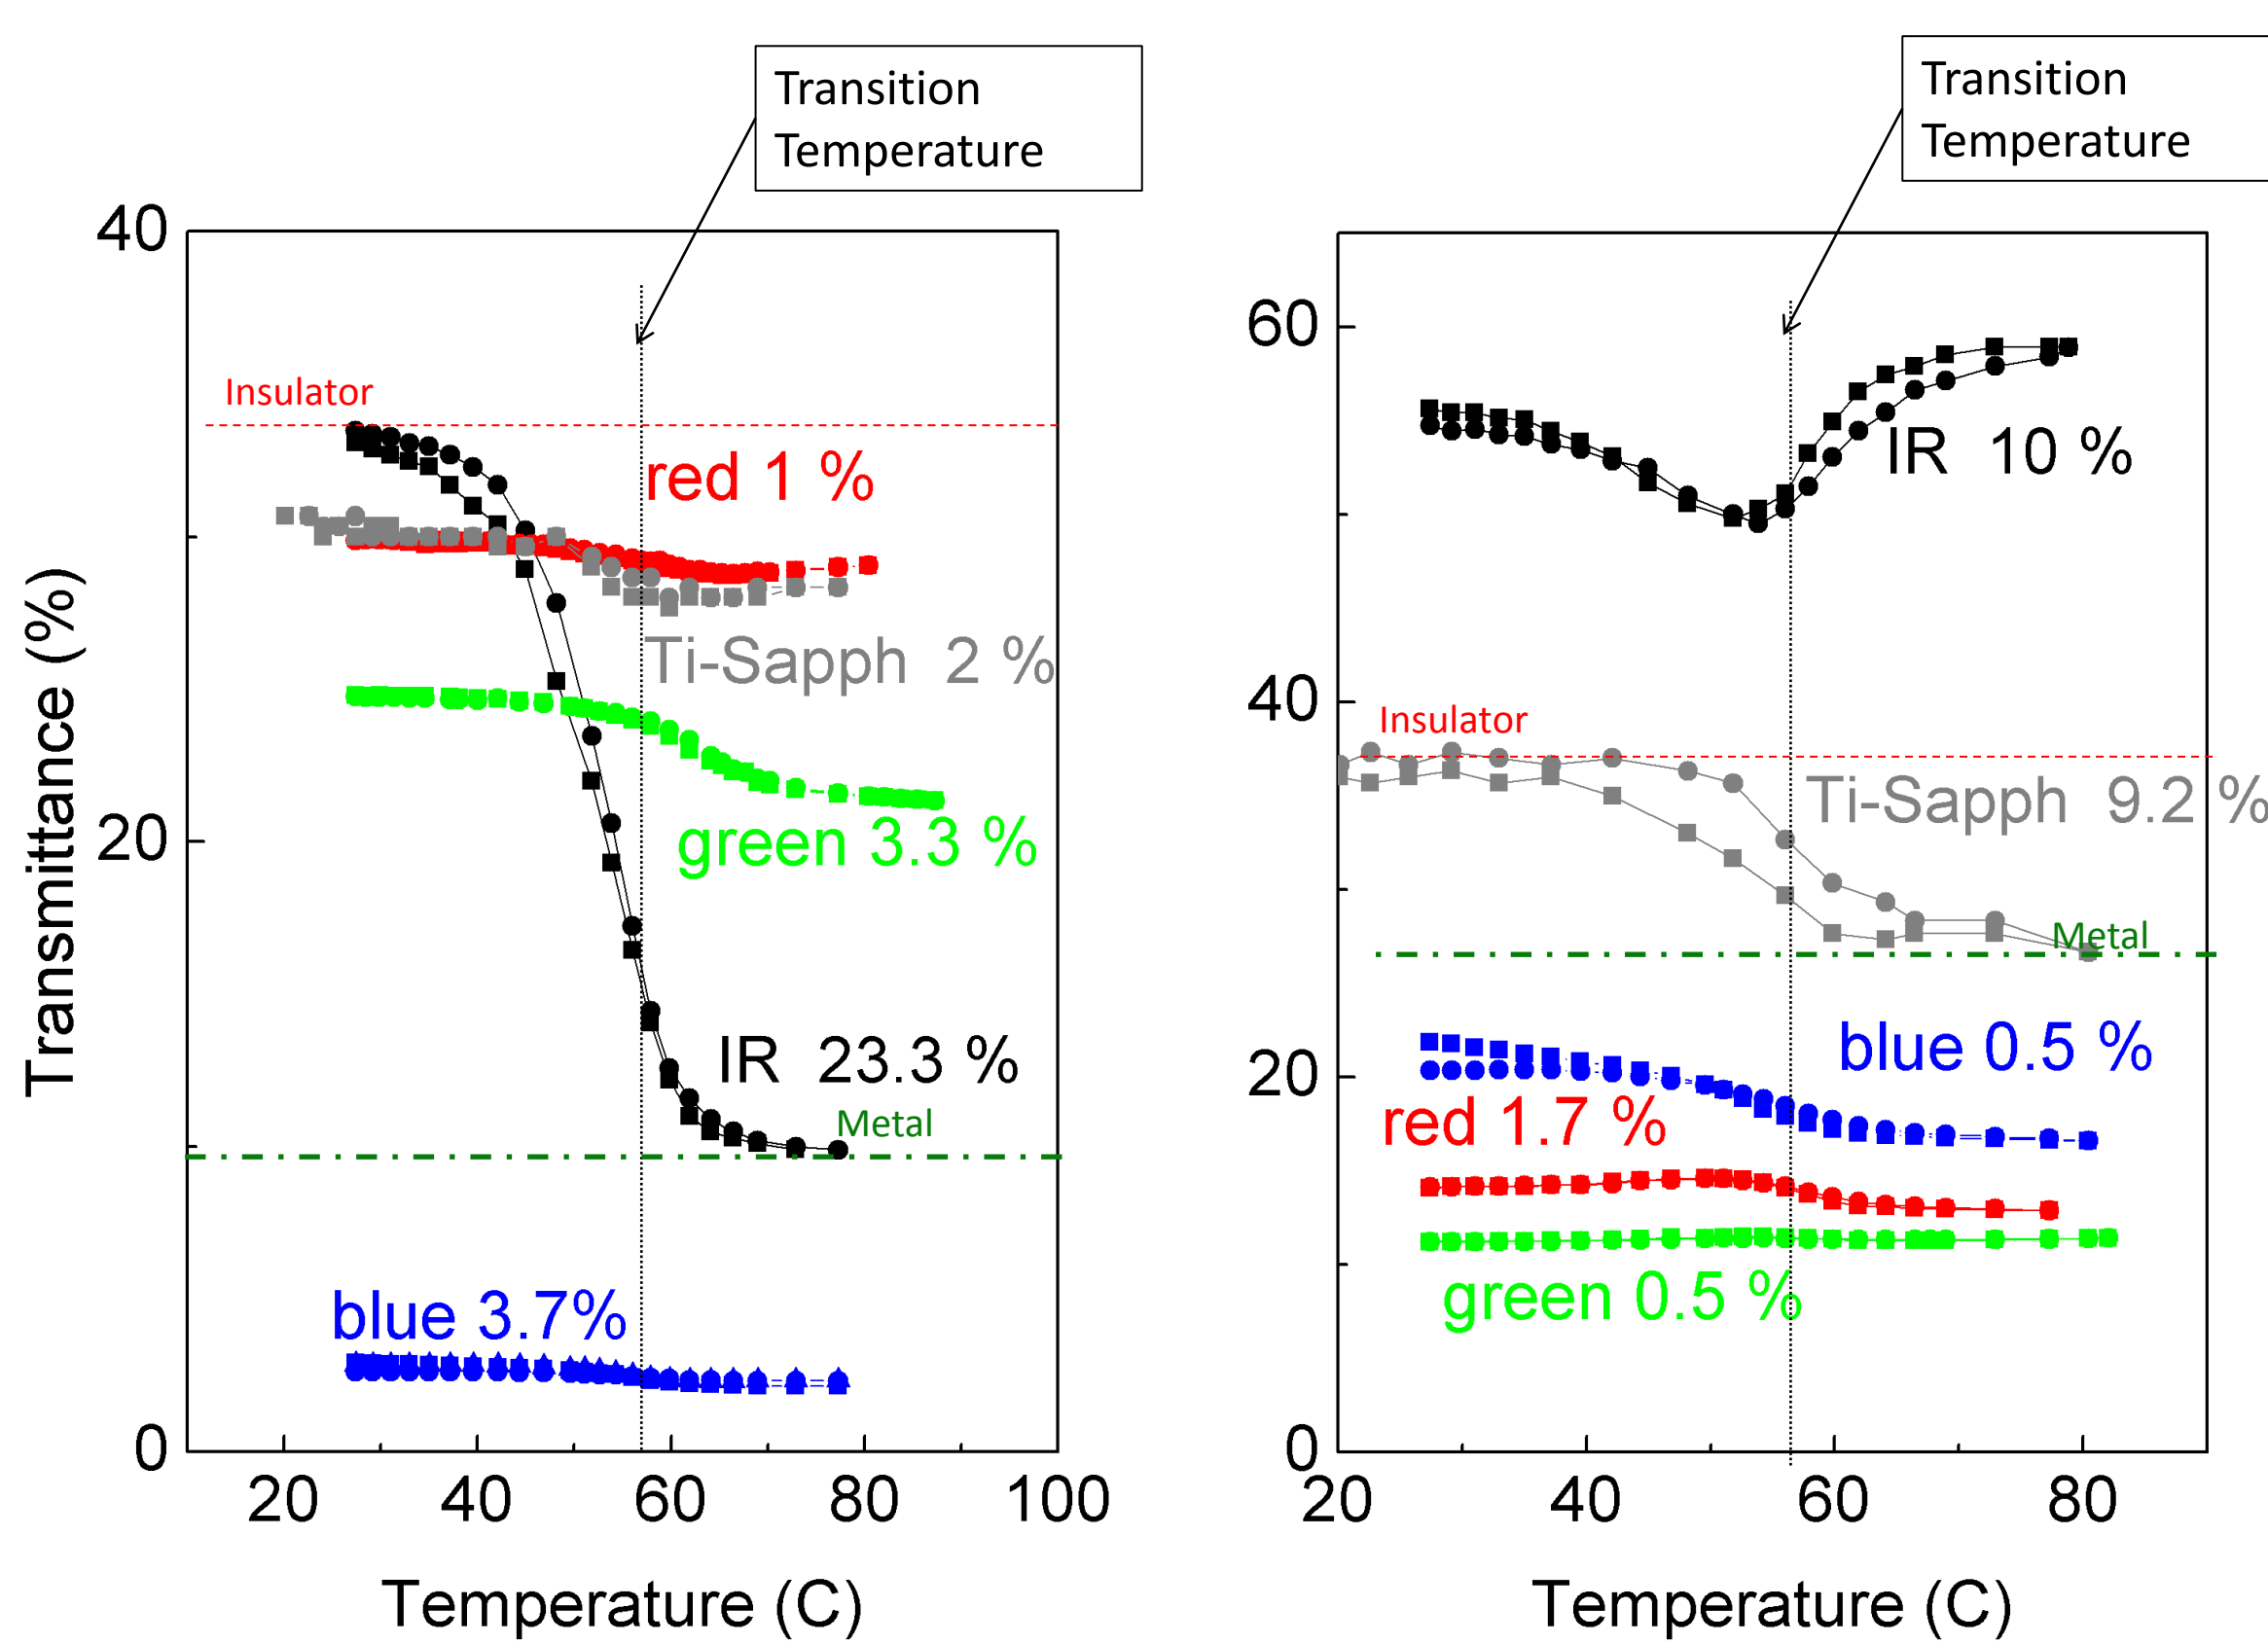 Transition
Temperature
Transmittance (%)
40
20
0
Insulator
red 1 %
Ti-Sapph 2 %
green 3.3 %
IR 23.3 %
Metal
blue 3.7%
20 40 60 80 100
Temperature (C)
Transition
Temperature
60
40
20
0
IR 10 %
Insulator
Ti-Sapph 9.2 %
Metal
blue 0.5 %
red 1.7 %
green 0.5 %
20 40 60 80
Temperature (C)